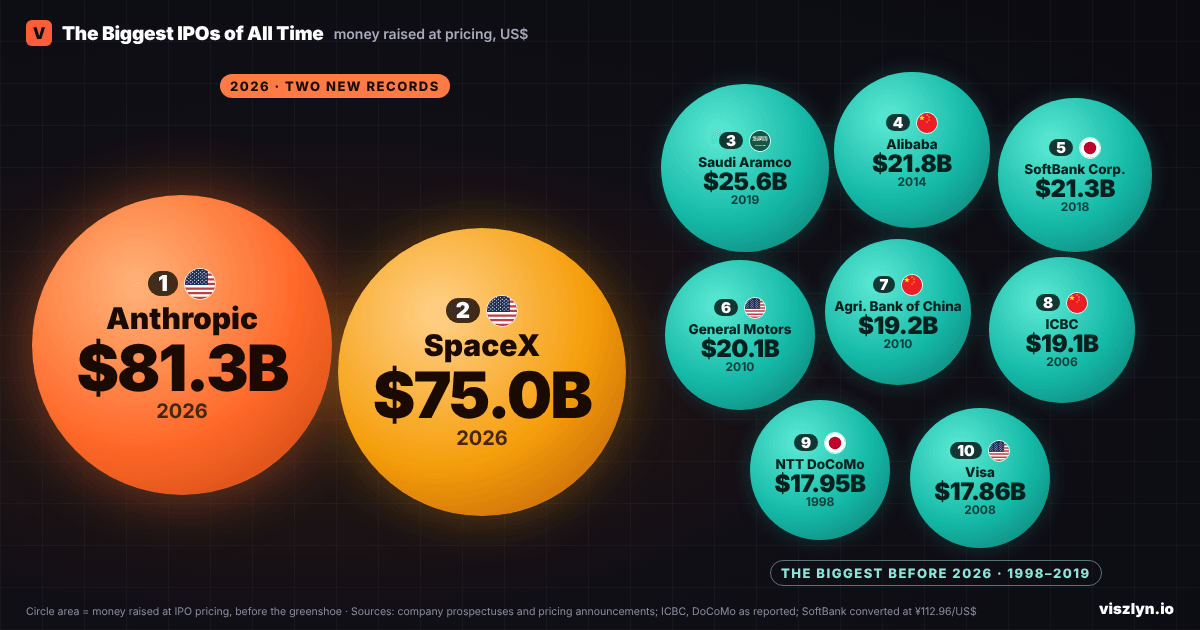 V The Biggest IPOs of All Time money raised at pricing, US$
2026 · TWO NEW RECORDS
1
Anthropic
$81.3B
2026
2
SpaceX
$75.0B
2026
3
Saudi Aramco
$25.6B
2019
4
Alibaba
$21.8B
2014
5
SoftBank Corp.
$21.3B
2018
6
General Motors
$20.1B
2010
7
Agri. Bank of China
$19.2B
2010
8
ICBC
$19.1B
2006
9
NTT DoCoMo
$17.95B
1998
10
Visa
$17.86B
2008
THE BIGGEST BEFORE 2026 · 1998–2019
Circle area = money raised at IPO pricing, before the greenshoe · Sources: company prospectuses and pricing announcements; ICBC, DoCoMo as reported; SoftBank converted at ¥112.96/US$
viszlyn.io